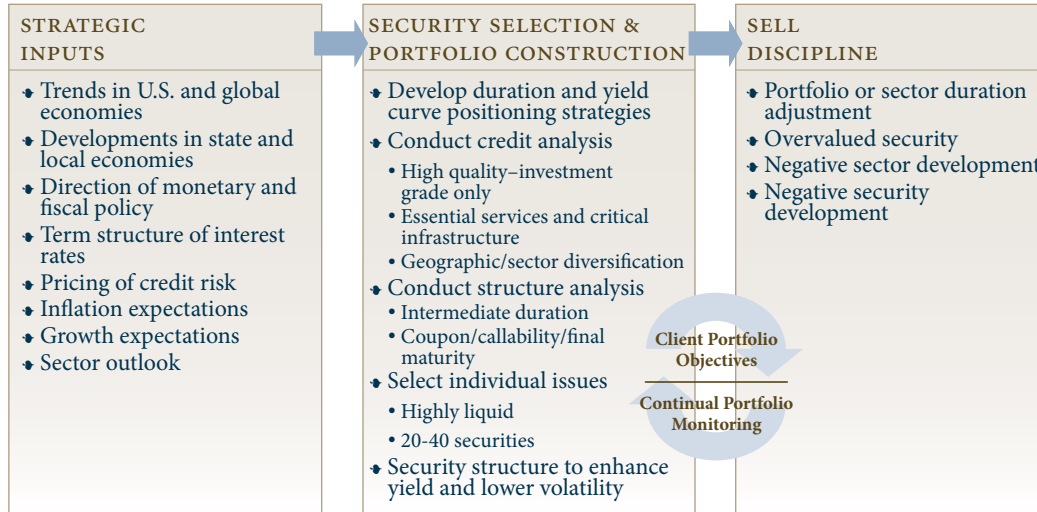 STRATEGIC
INPUTS
• Trends in U.S. and global
economies
• Developments in state and
local economies
• Direction of monetary and
fiscal policy
• Term structure of interest
rates
• Pricing of credit risk
• Inflation expectations
• Growth expectations
• Sector outlook
SECURITY SELECTION &
PORTFOLIO CONSTRUCTION
• Develop duration and yield
curve positioning strategies
• Conduct credit analysis
• High quality–investment
grade only
• Essential services and critical
infrastructure
• Geographic/sector diversification
• Conduct structure analysis
• Intermediate duration
• Coupon/callability/final
maturity
• Select individual issues
• Highly liquid
• 20-40 securities
• Security structure to enhance
yield and lower volatility
SELL
DISCIPLINE
• Portfolio or sector duration
adjustment
• Overvalued security
• Negative sector development
• Negative security
development
Client Portfolio
Objectives
Continual Portfolio
Monitoring